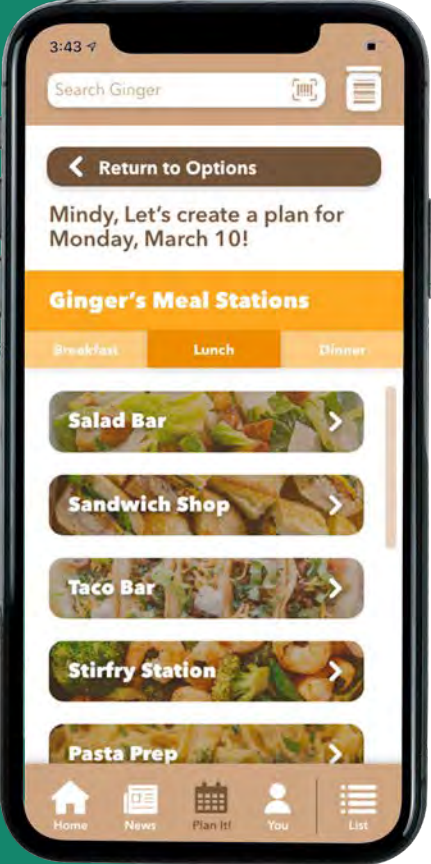 3:43
Search Ginger
Return to Options
Mindy, Let's create a plan for
Monday, March 10!
Ginger's Meal Stations
Breakfast Lunch Dinner
Salad Bar
Sandwich Shop
Taco Bar
Stirfry Station
Pasta Prep
Home News Plan It! You List